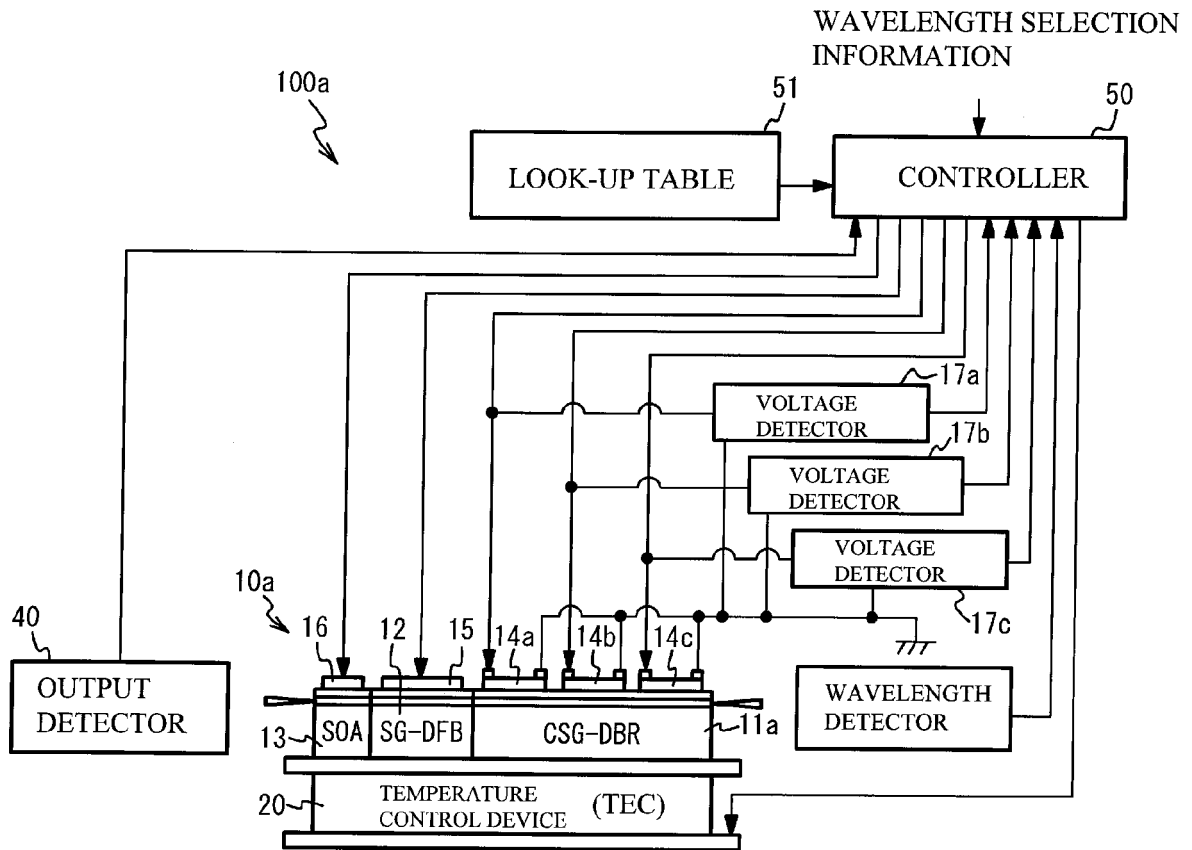 WAVELENGTH SELECTION
INFORMATION
100a
51
50
LOOK-UP TABLE
CONTROLLER
17a
VOLTAGE
DETECTOR
17b
VOLTAGE
DETECTOR
VOLTAGE
DETECTOR
17c
10a
40
16
12
15
14a
14b
14c
OUTPUT
DETECTOR
WAVELENGTH
DETECTOR
13
SOA
SG-DFB
CSG-DBR
11a
20
TEMPERATURE
CONTROL DEVICE
(TEC)